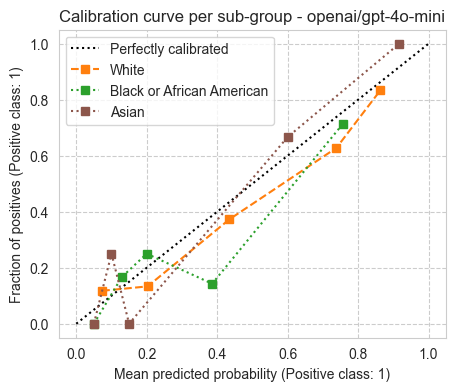 Calibration curve per sub-group - openai/gpt-4o-mini
1.0
0.8
0.6
0.4
0.2
0.0
Fraction of positives (Positive class: 1)
Perfectly calibrated
White
Black or African American
Asian
0.0 0.2 0.4 0.6 0.8 1.0
Mean predicted probability (Positive class: 1)